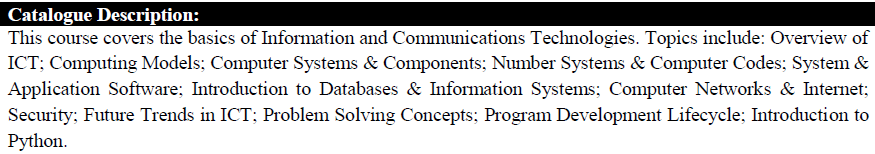 Catalogue Description:
This course covers the basics of Information and Communications Technologies. Topics include: Overview of
ICT; Computing Models; Computer Systems & Components; Number Systems & Computer Codes; System &
Application Software; Introduction to Databases & Information Systems; Computer Networks & Internet;
Security; Future Trends in ICT; Problem Solving Concepts; Program Development Lifecycle; Introduction to
Python.